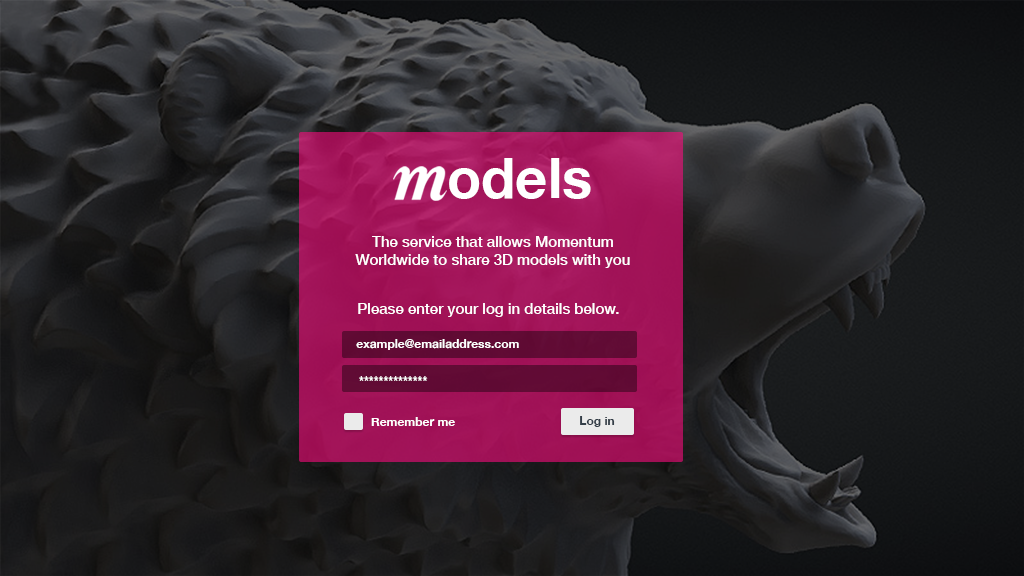 models
The service that allows Momentum
Worldwide to share 3D models with you
Please enter your log in details below.
example@emailaddress.com
**************
Remember me
Log in